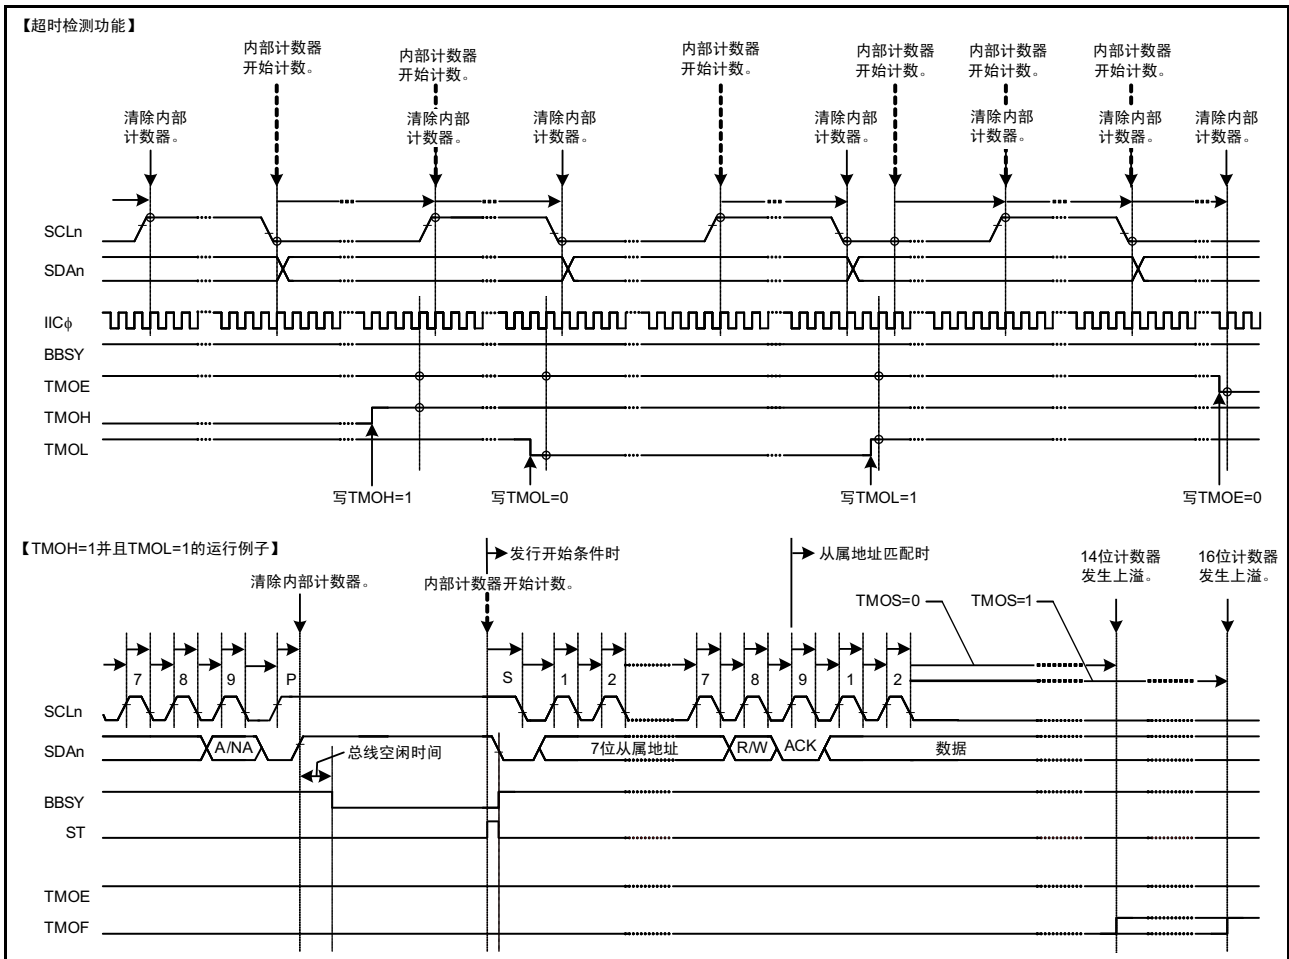 【超时检测功能】
内部计数器
开始计数。
内部计数器
开始计数。
内部计数器
开始计数。
内部计数器
开始计数。
内部计数器
开始计数。
内部计数器
开始计数。
清除内部
计数器。
清除内部
计数器。
清除内部
计数器。
清除内部
计数器。
清除内部
计数器。
清除内部
计数器。
清除内部
计数器。
SCLn
SDAn
IICφ
BBSY
TMOE
TMOH
TMOL
写TMOH=1
写TMOL=0
写TMOL=1
写TMOE=0
【TMOH=1并且TMOL=1的运行例子】
发行开始条件时
从属地址匹配时
14位计数器
发生上溢。
16位计数器
发生上溢。
清除内部计数器。
内部计数器开始计数。
TMOS=0
TMOS=1
7 8 9 P S 1 2 7 8 9 1 2
SCLn
SDAn
A/NA
总线空闲时间
7位从属地址
R/W
ACK
数据
BBSY
ST
TMOE
TMOF